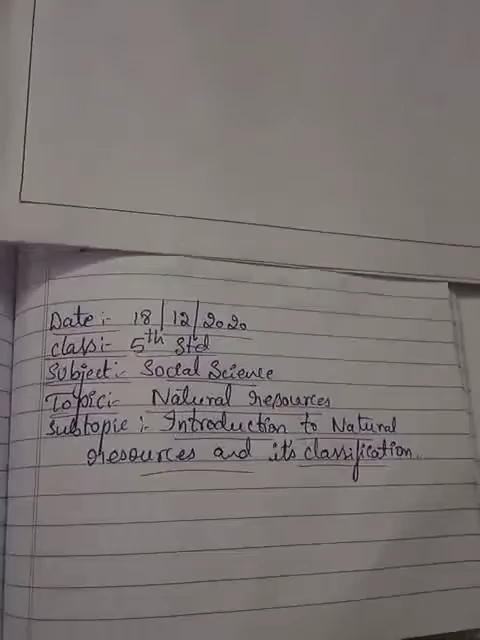 Date :- 18/12/2020
class:- 5th Std
Subject:- Social Science
Topic:- Natural resources
Subtopic :- Introduction to Natural
resources and it's classification.